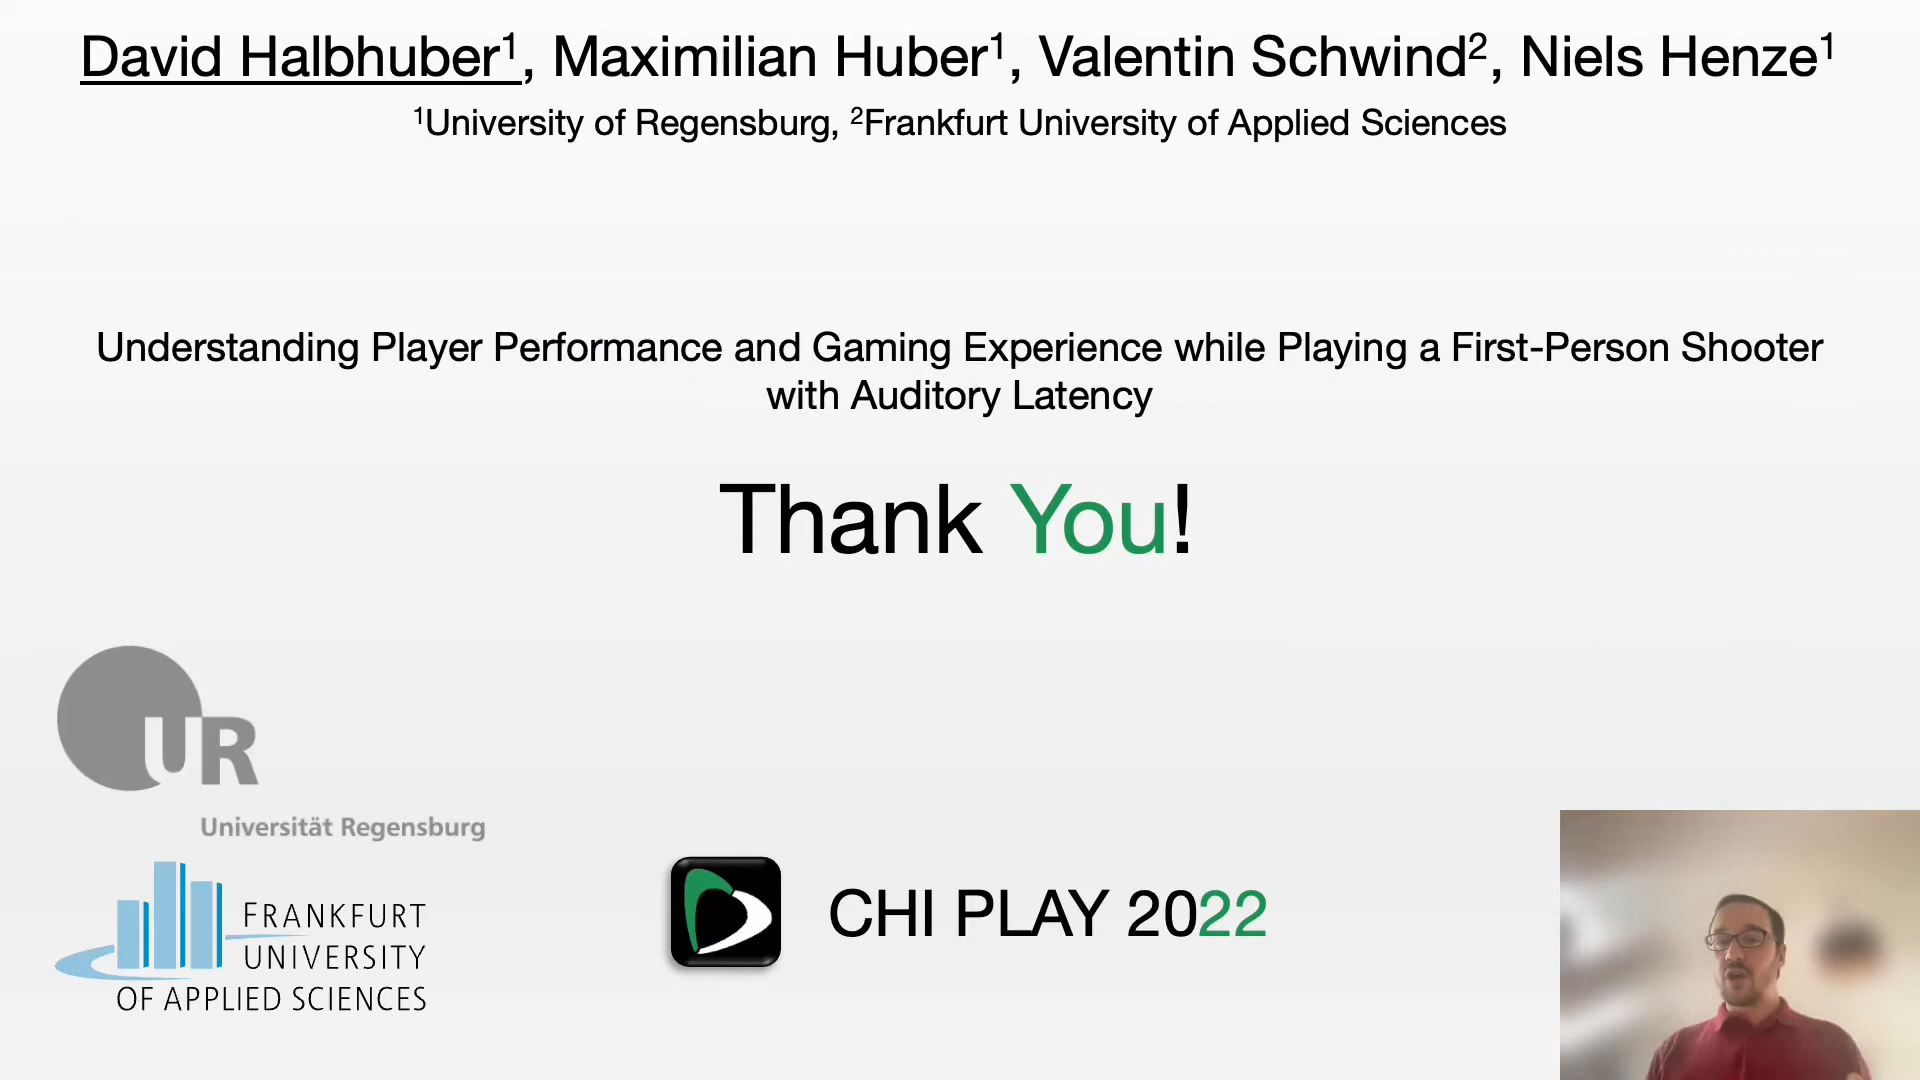 David Halbhuber¹, Maximilian Huber¹, Valentin Schwind², Niels Henze¹
¹University of Regensburg, ²Frankfurt University of Applied Sciences
Understanding Player Performance and Gaming Experience while Playing a First-Person Shooter
with Auditory Latency
Thank You!
UR
Universität Regensburg
FRANKFURT
UNIVERSITY
OF APPLIED SCIENCES
CHI PLAY 2022